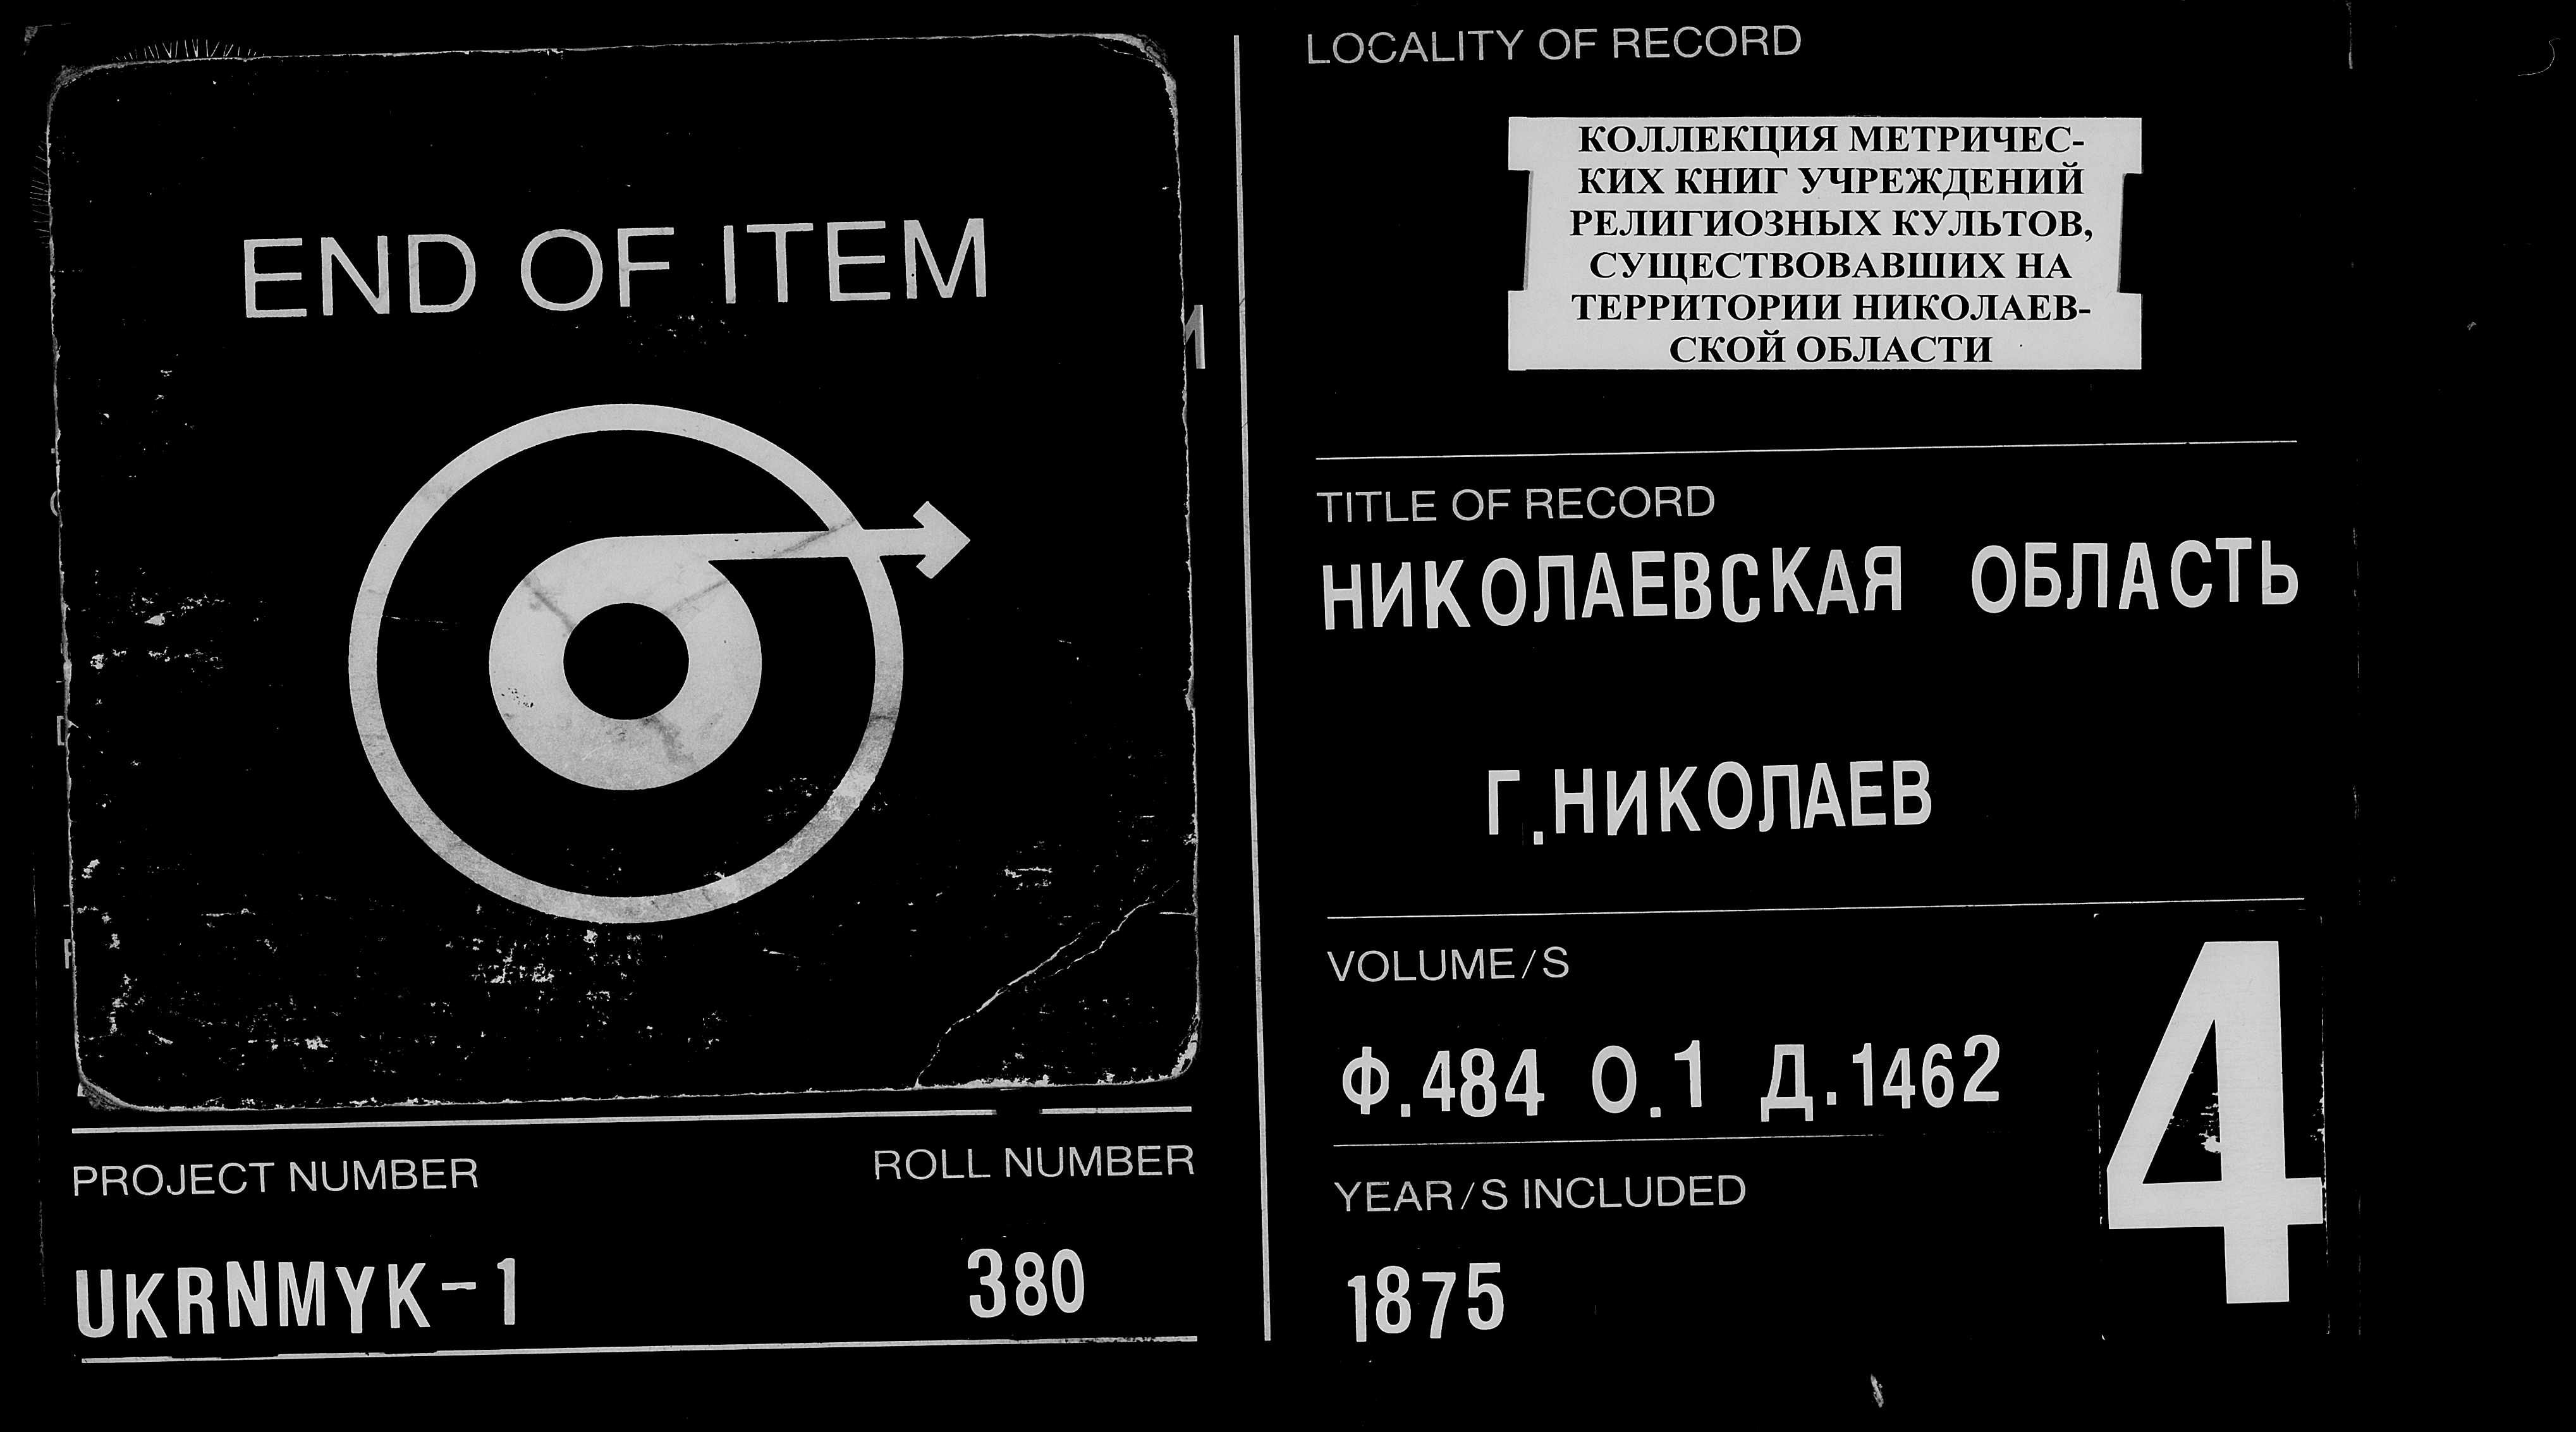 END OF ITEM
PROJECT NUMBER
ROLL NUMBER
UKRNMYK-1
380
LOCALITY OF RECORD
КОЛЛЕКЦИЯ МЕТРИЧЕС-
КИХ КНИГ УЧРЕЖДЕНИЙ
РЕЛИГИОЗНЫХ КУЛЬТОВ,
СУЩЕСТВОВАВШИХ НА
ТЕРРИТОРИИ НИКОЛАЕВ-
СКОЙ ОБЛАСТИ
TITLE OF RECORD
НИКОЛАЕВСКАЯ ОБЛАСТЬ
Г.НИКОЛАЕВ
VOLUME/S
Ф.484 О.1 Д.1462
YEAR/S INCLUDED
1875
4